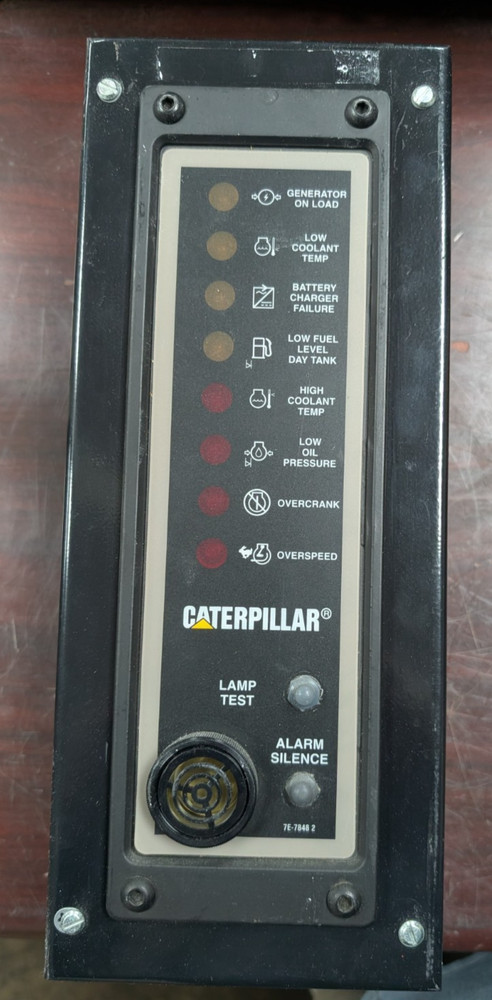 GENERATOR
ON LOAD
LOW
COOLANT
TEMP
BATTERY
CHARGER
FAILURE
LOW FUEL
LEVEL
DAY TANK
HIGH
COOLANT
TEMP
LOW
OIL
PRESSURE
OVERCRANK
OVERSPEED
CATERPILLAR®
LAMP
TEST
ALARM
SILENCE
7E-7848 2